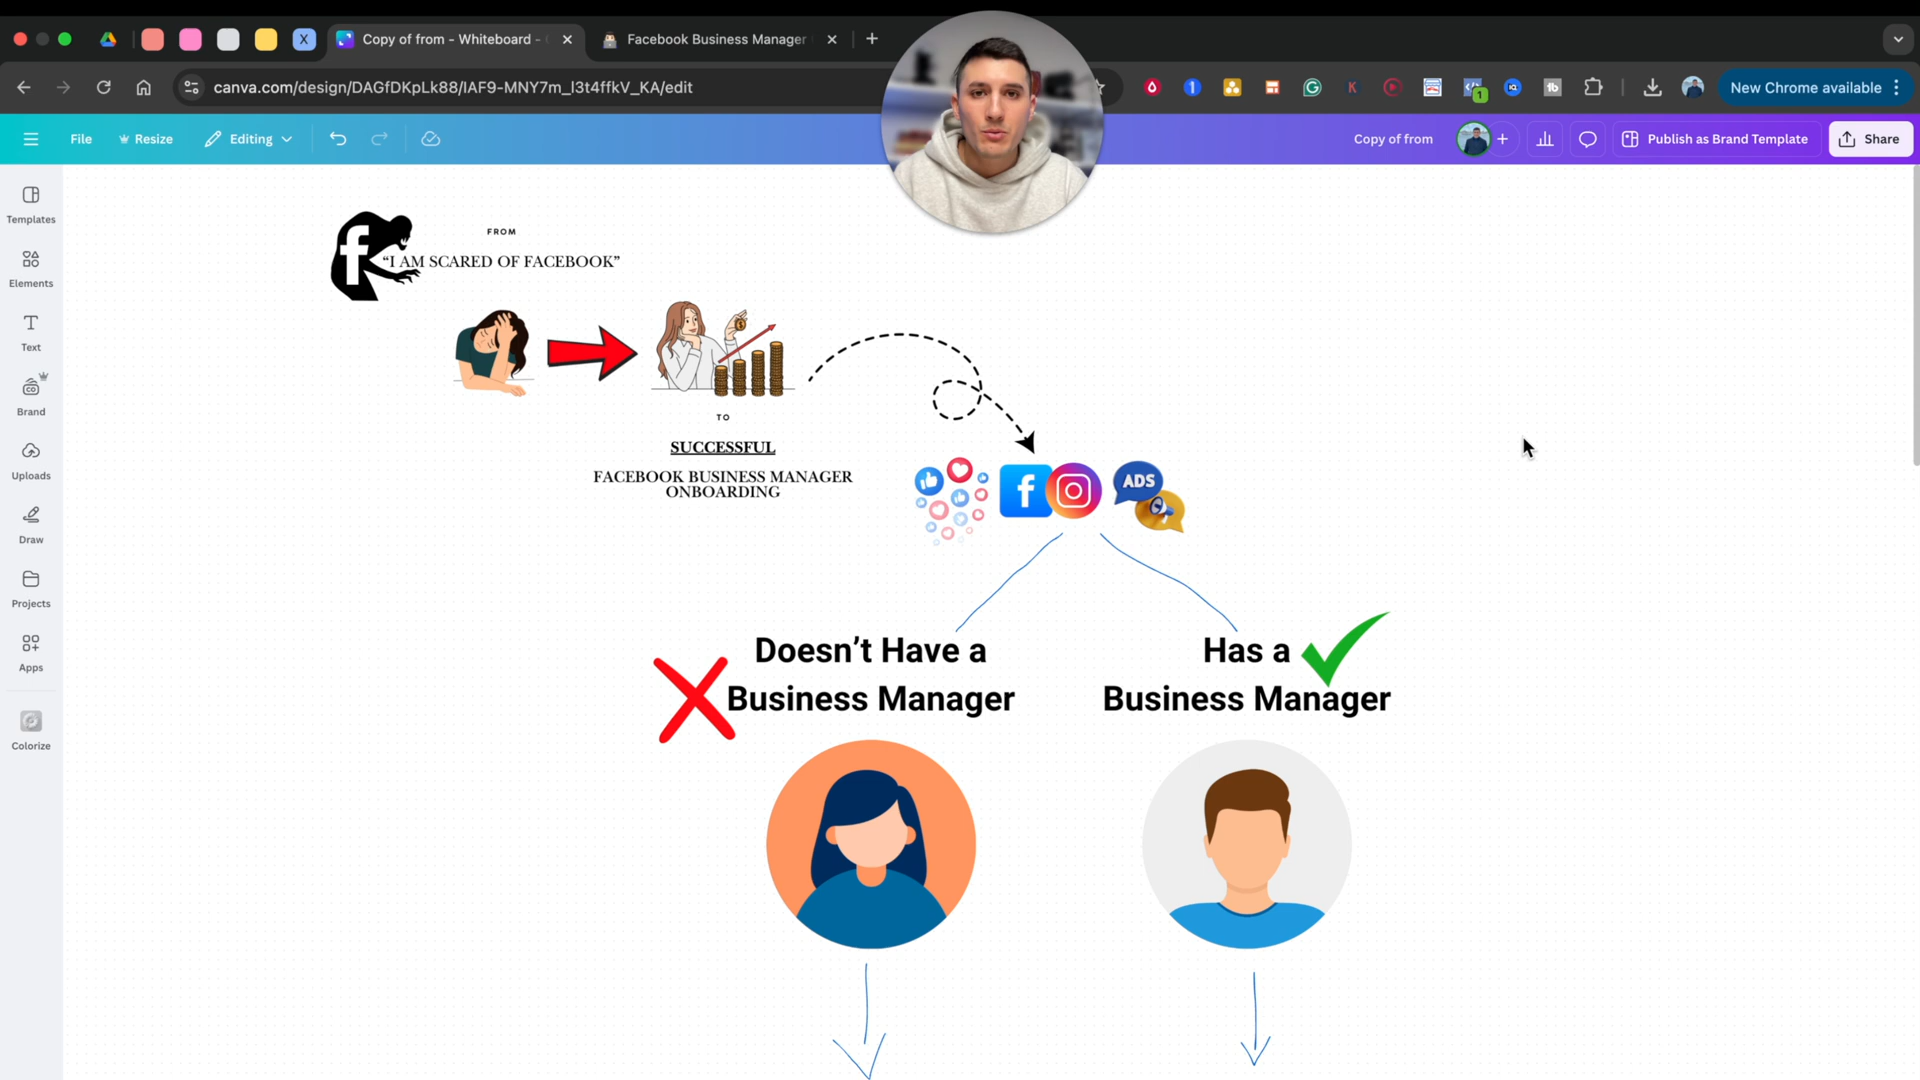 X
Copy of from - Whiteboard -
Facebook Business Manager
canva.com/design/DAGfDKpLk88/IAF9-MNY7m_l3t4ffkV_KA/edit
1
New Chrome available
File
Resize
Editing
Copy of from
Publish as Brand Template
Share
Templates
Elements
Text
Brand
Uploads
Draw
Projects
Apps
Colorize
FROM
“I AM SCARED OF FACEBOOK”
TO
SUCCESSFUL
FACEBOOK BUSINESS MANAGER
ONBOARDING
ADS
Doesn’t Have a
Business Manager
Has a
Business Manager